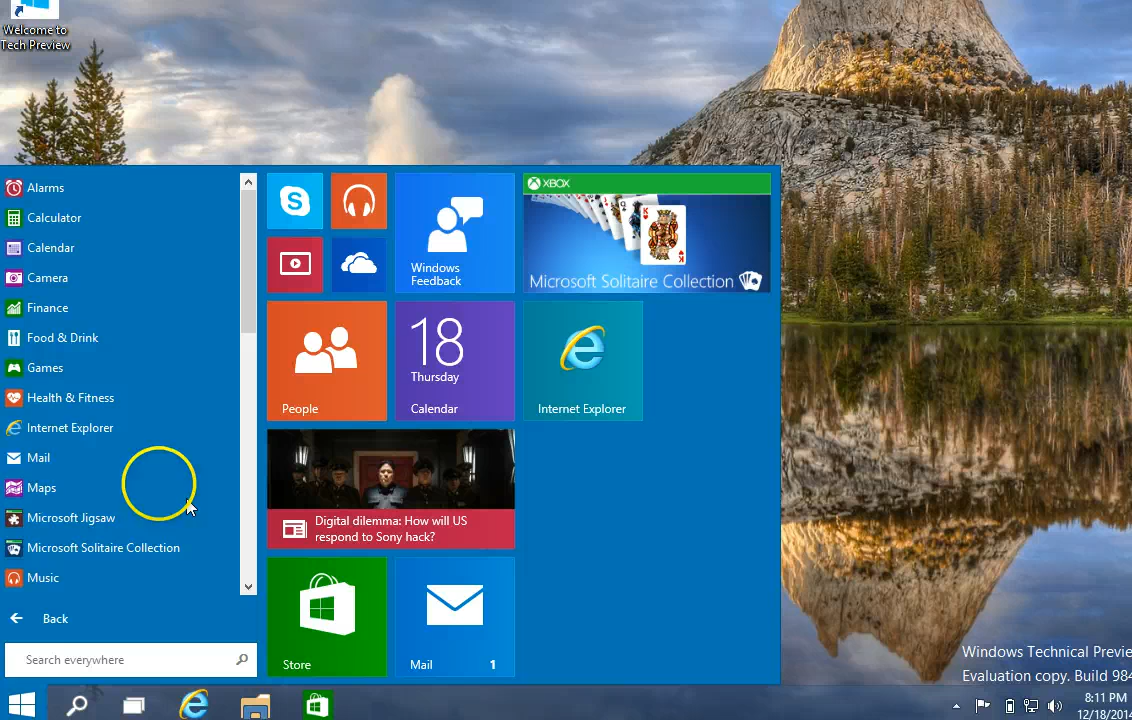 Welcome to
Tech Preview
Alarms
Calculator
Calendar
Camera
Finance
Food & Drink
Games
Health & Fitness
Internet Explorer
Mail
Maps
Microsoft Jigsaw
Microsoft Solitaire Collection
Music
Back
Search everywhere
Windows
Feedback
XBOX
Microsoft Solitaire Collection
People
18
Thursday
Calendar
Internet Explorer
Digital dilemma: How will US
respond to Sony hack?
Store
Mail 1
Windows Technical Previe
Evaluation copy. Build 984
8:11 PM
12/18/2014